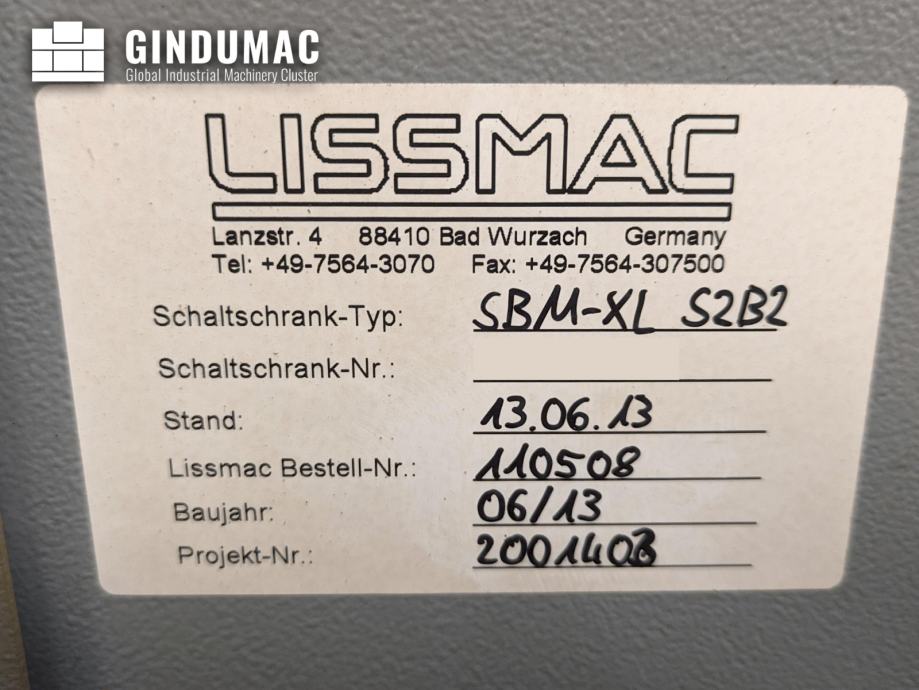 GINDUMAC
Global Industrial Machinery Cluster
LISSMAC
Lanzstr. 4 88410 Bad Wurzach Germany
Tel: +49-7564-3070 Fax: +49-7564-307500
Schaltschrank-Typ: SBM-XL S2B2
Schaltschrank-Nr.:
Stand: 13.06.13
Lissmac Bestell-Nr.: 110508
Baujahr: 06/13
Projekt-Nr.: